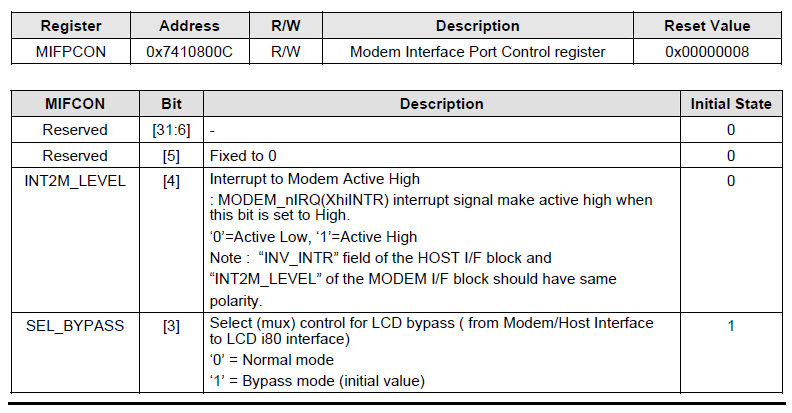 Register Address R/W Description Reset Value
MIFPCON 0x7410800C R/W Modem Interface Port Control register 0x00000008
MIFCON Bit Description Initial State
Reserved [31:6] - 0
Reserved [5] Fixed to 0 0
INT2M_LEVEL [4] Interrupt to Modem Active High 0
: MODEM_nIRQ(XhiINTR) interrupt signal make active high when
this bit is set to High.
‘0’=Active Low, ‘1’=Active High
Note : “INV_INTR” field of the HOST I/F block and
“INT2M_LEVEL” of the MODEM I/F block should have same
polarity.
SEL_BYPASS [3] Select (mux) control for LCD bypass ( from Modem/Host Interface 1
to LCD i80 interface)
‘0’ = Normal mode
‘1’ = Bypass mode (initial value)